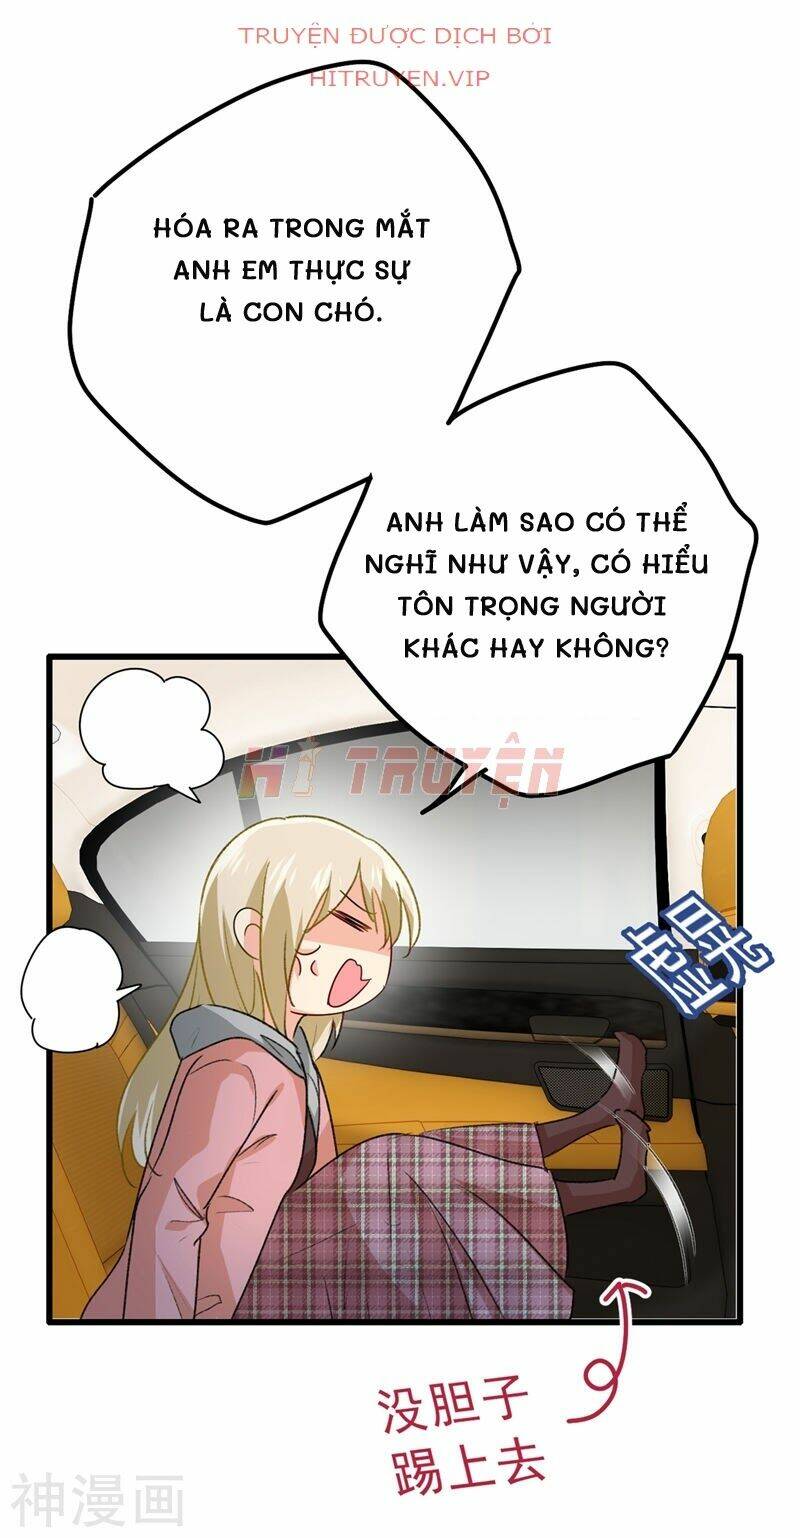 TRUYỆN ĐƯỢC DỊCH BỞI
HITRUYEN.VIP
HÓA RA TRONG MẮT
ANH EM THỰC SỰ
LÀ CON CHÓ.
ANH LÀM SAO CÓ THỂ
NGHĨ NHƯ VẬY, CÓ HIỂU
TÔN TRỌNG NGƯỜI
KHÁC HAY KHÔNG?
HI TRUYỆN
没胆子
踢上去
神漫画